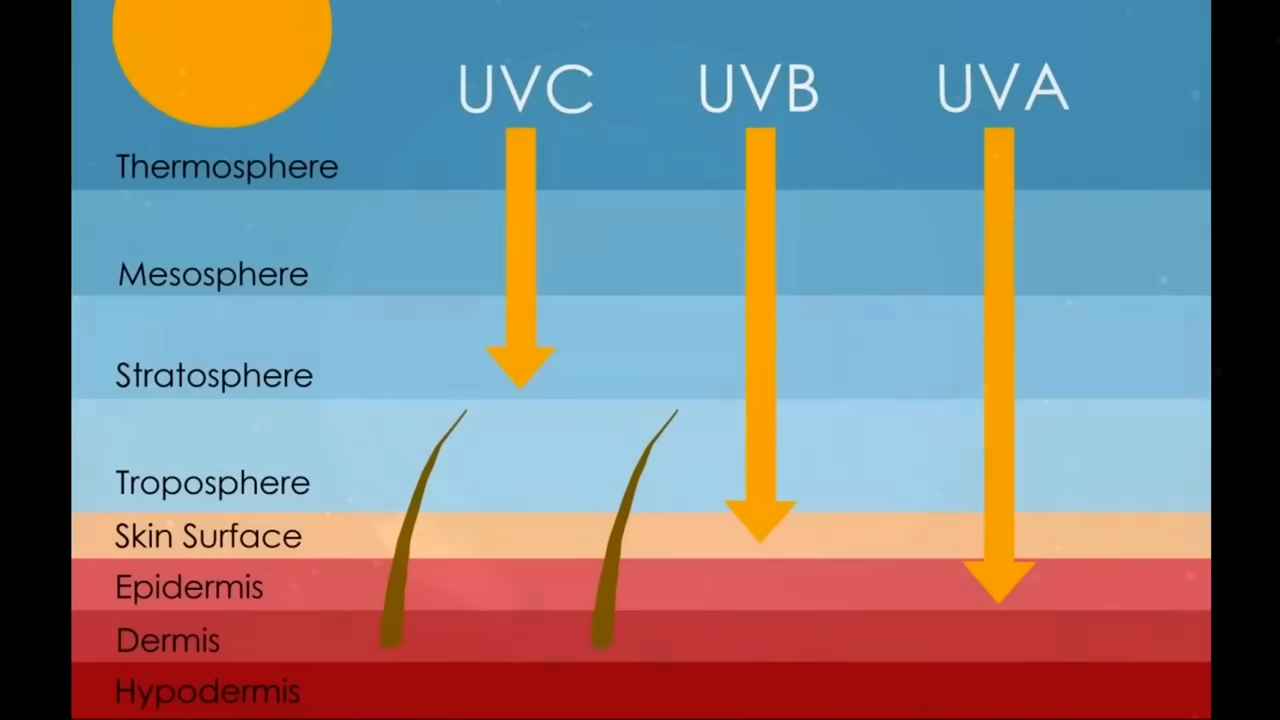 UVC UVB UVA
Thermosphere
Mesosphere
Stratosphere
Troposphere
Skin Surface
Epidermis
Dermis
Hypodermis